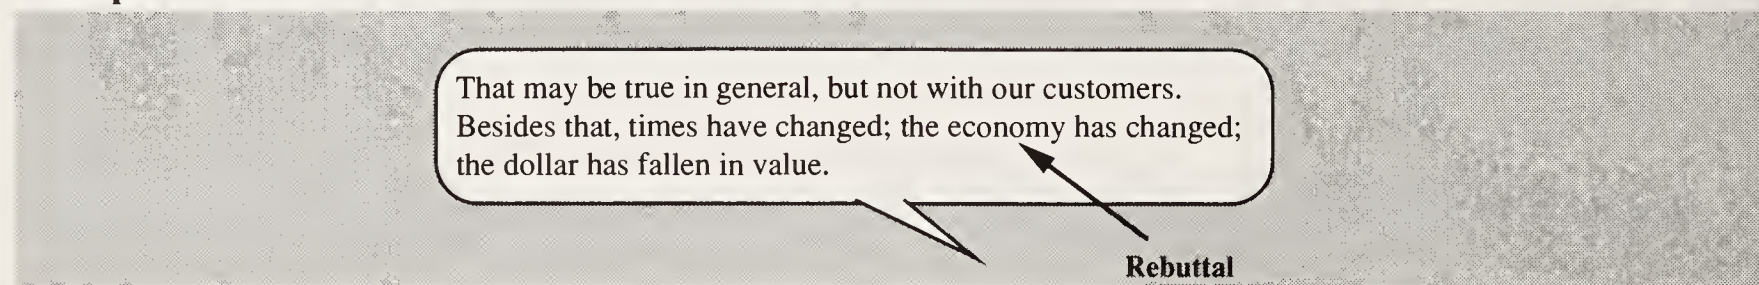 That may be true in general, but not with our customers.
Besides that, times have changed; the economy has changed;
the dollar has fallen in value.
Rebuttal